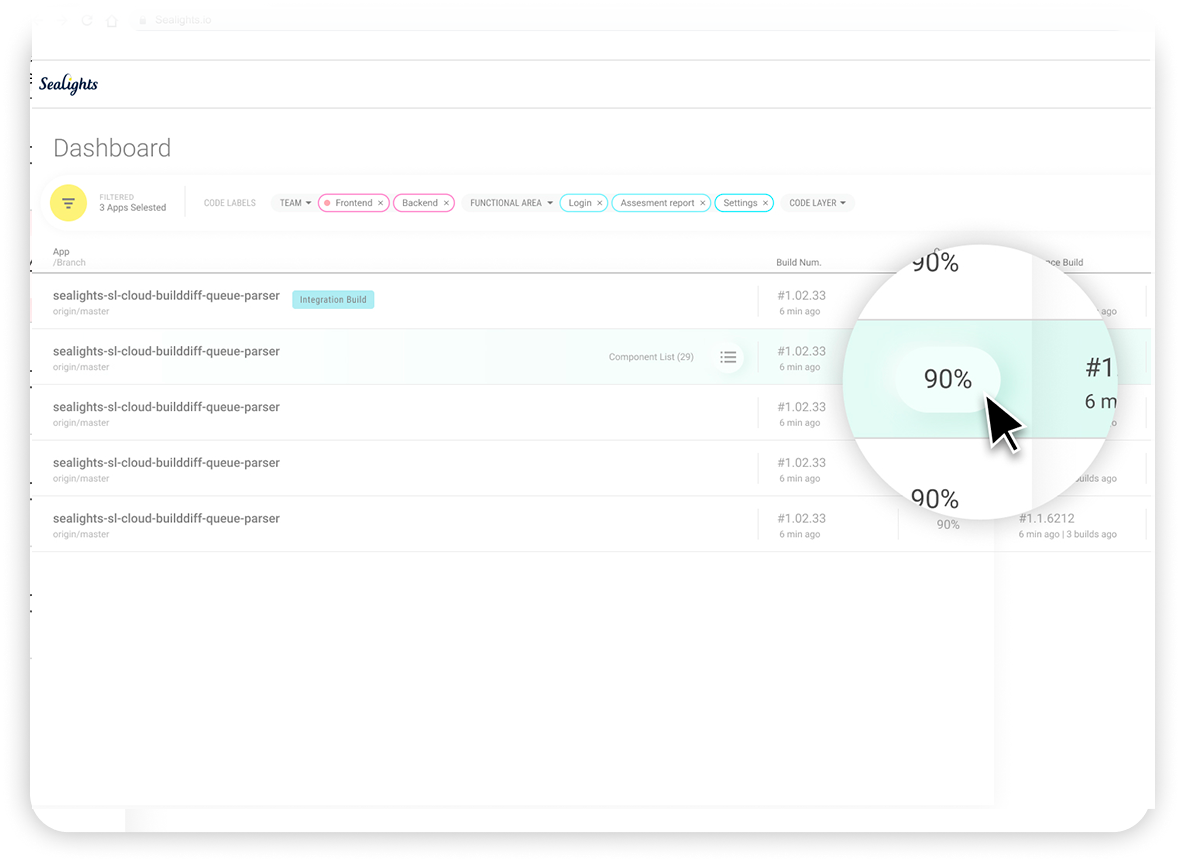 Sealights.io
SeaLights
Dashboard
FILTERED
3 Apps Selected
CODE LABELS
TEAM
Frontend ×
Backend ×
FUNCTIONAL AREA
Login ×
Assesment report ×
Settings ×
CODE LAYER
App
/Branch
Build Num.
nce Build
sealights-sl-cloud-builddiff-queue-parser
origin/master
Integration Build
#1.02.33
6 min ago
90%
ago
sealights-sl-cloud-builddiff-queue-parser
origin/master
Component List (29)
#1.02.33
6 min ago
90%
#1.
6 m
sealights-sl-cloud-builddiff-queue-parser
origin/master
#1.02.33
6 min ago
sealights-sl-cloud-builddiff-queue-parser
origin/master
#1.02.33
6 min ago
90%
builds ago
sealights-sl-cloud-builddiff-queue-parser
origin/master
#1.02.33
6 min ago
90%
#1.1.6212
6 min ago | 3 builds ago